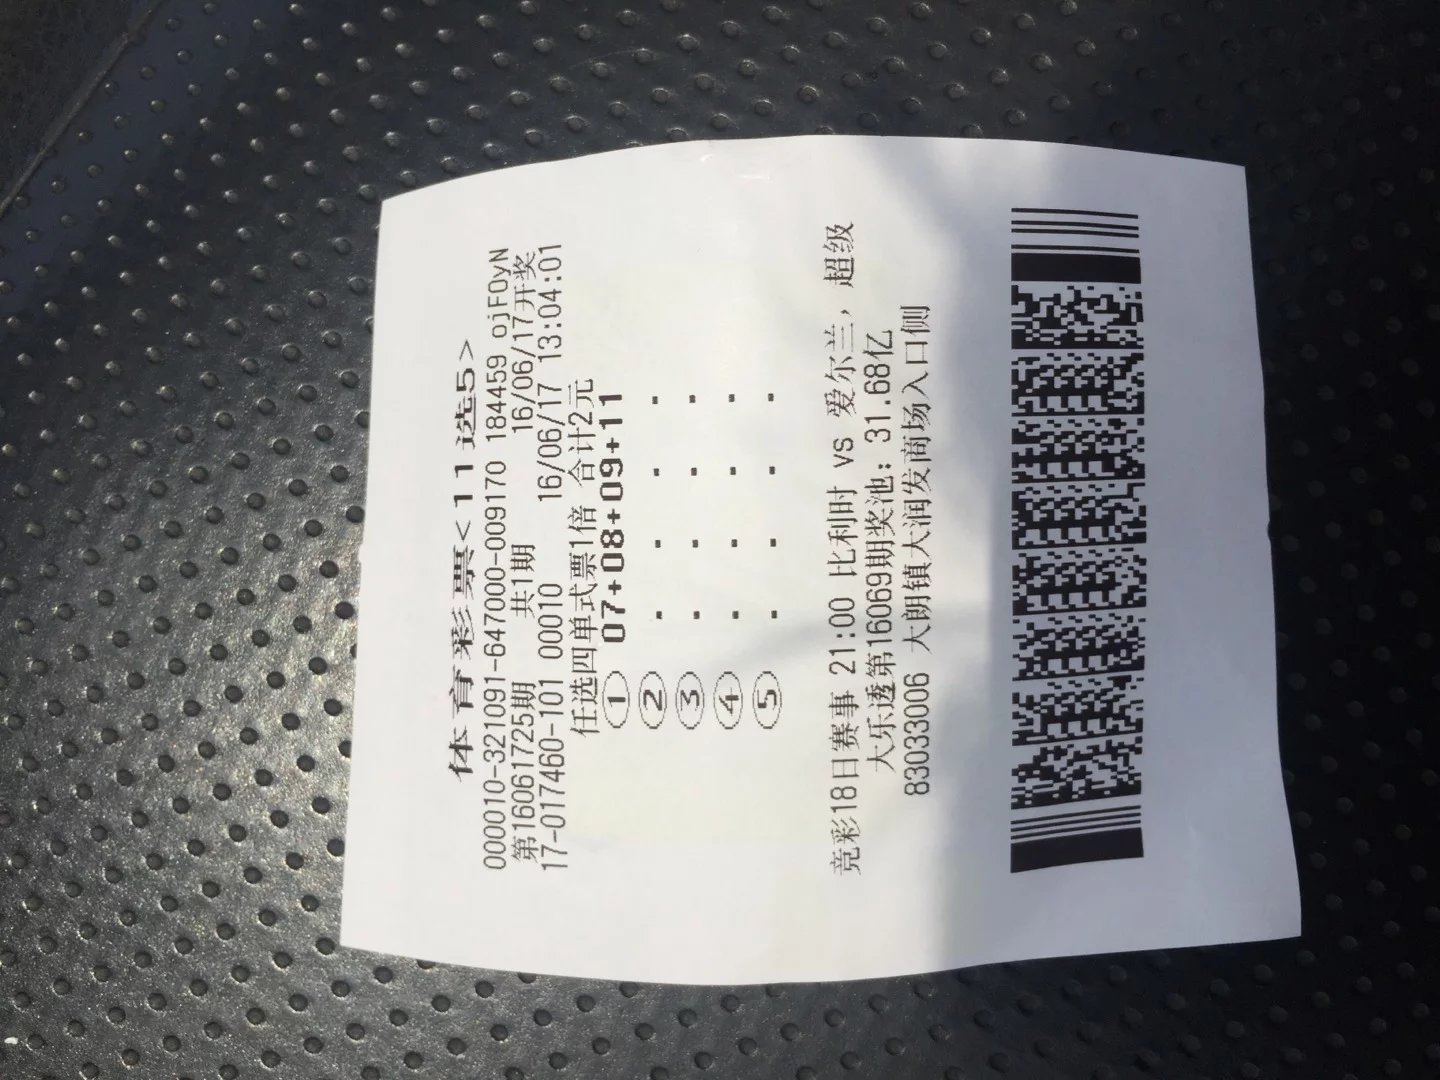 体育彩票<11选5>
000010-321091-647000-009170 184459 ojFOyN
第16061725期 共1期 16/06/17开奖
17-017460-101 00010 16/06/17 13:04:01
任选四单式票1倍 合计2元
① 07+08+09+11
②
③
④
⑤
竞彩18日赛事 21:00 比利时 vs 爱尔兰，超级
大乐透第16069期奖池：31.68亿
83033006 大朗镇大润发商场入口侧